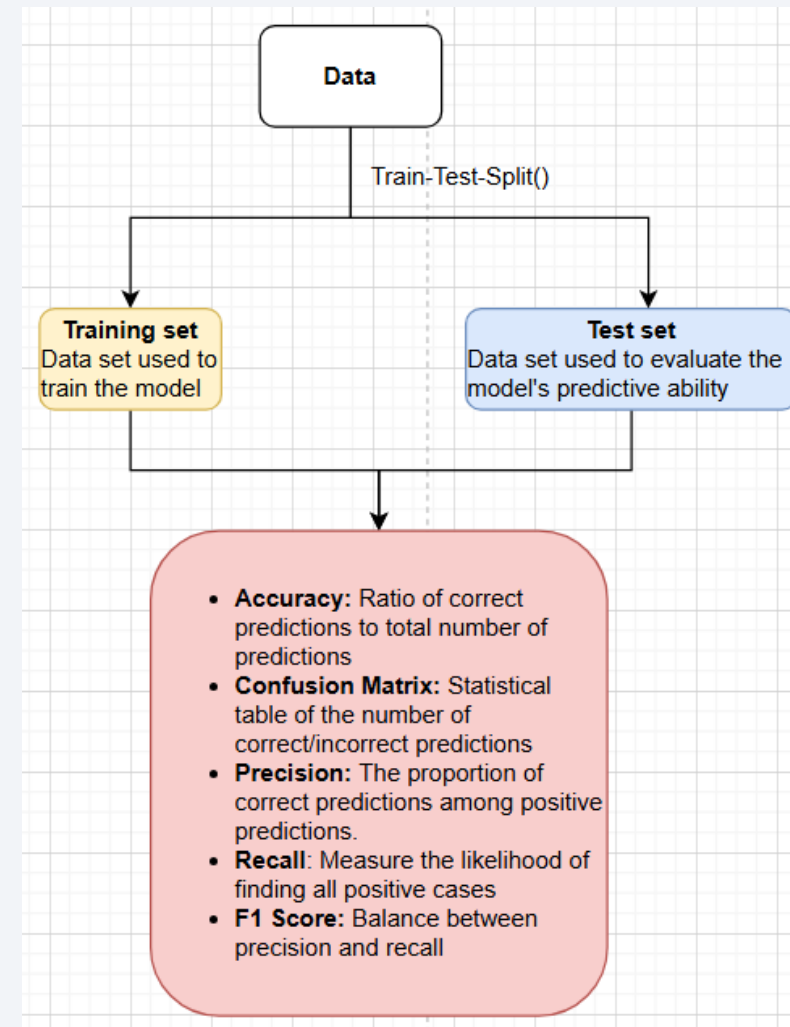 Data
Train-Test-Split()
Training set
Data set used to
train the model
Test set
Data set used to evaluate the
model's predictive ability
• Accuracy: Ratio of correct
predictions to total number of
predictions
• Confusion Matrix: Statistical
table of the number of
correct/incorrect predictions
• Precision: The proportion of
correct predictions among positive
predictions.
• Recall: Measure the likelihood of
finding all positive cases
• F1 Score: Balance between
precision and recall